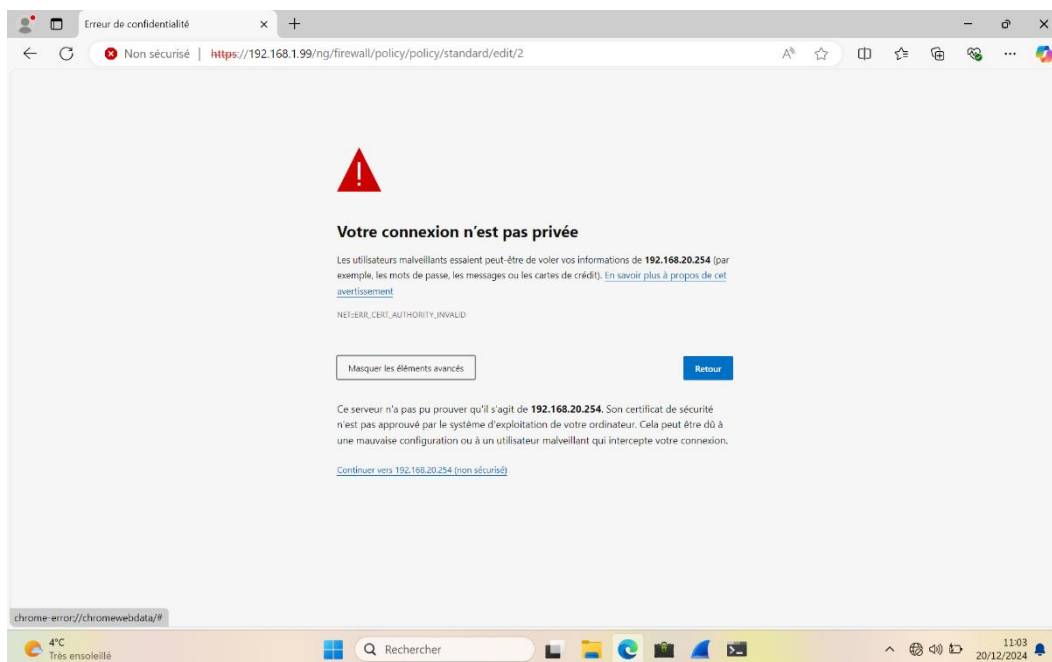 Erreur de confidentialité
Non sécurisé | https://192.168.1.99/ng/firewall/policy/policy/standard/edit/2
Votre connexion n'est pas privée
Les utilisateurs malveillants essaient peut-être de voler vos informations de 192.168.20.254 (par
exemple, les mots de passe, les messages ou les cartes de crédit). En savoir plus à propos de cet
avertissement
NET::ERR_CERT_AUTHORITY_INVALID
Masquer les éléments avancés
Retour
Ce serveur n'a pas pu prouver qu'il s'agit de 192.168.20.254. Son certificat de sécurité
n'est pas approuvé par le système d'exploitation de votre ordinateur. Cela peut être dû à
une mauvaise configuration ou à un utilisateur malveillant qui intercepte votre connexion.
Continuer vers 192.168.20.254 (non sécurisé)
chrome-error://chromewebdata/#
4°C
Très ensoleillé
Rechercher
11:03
20/12/2024